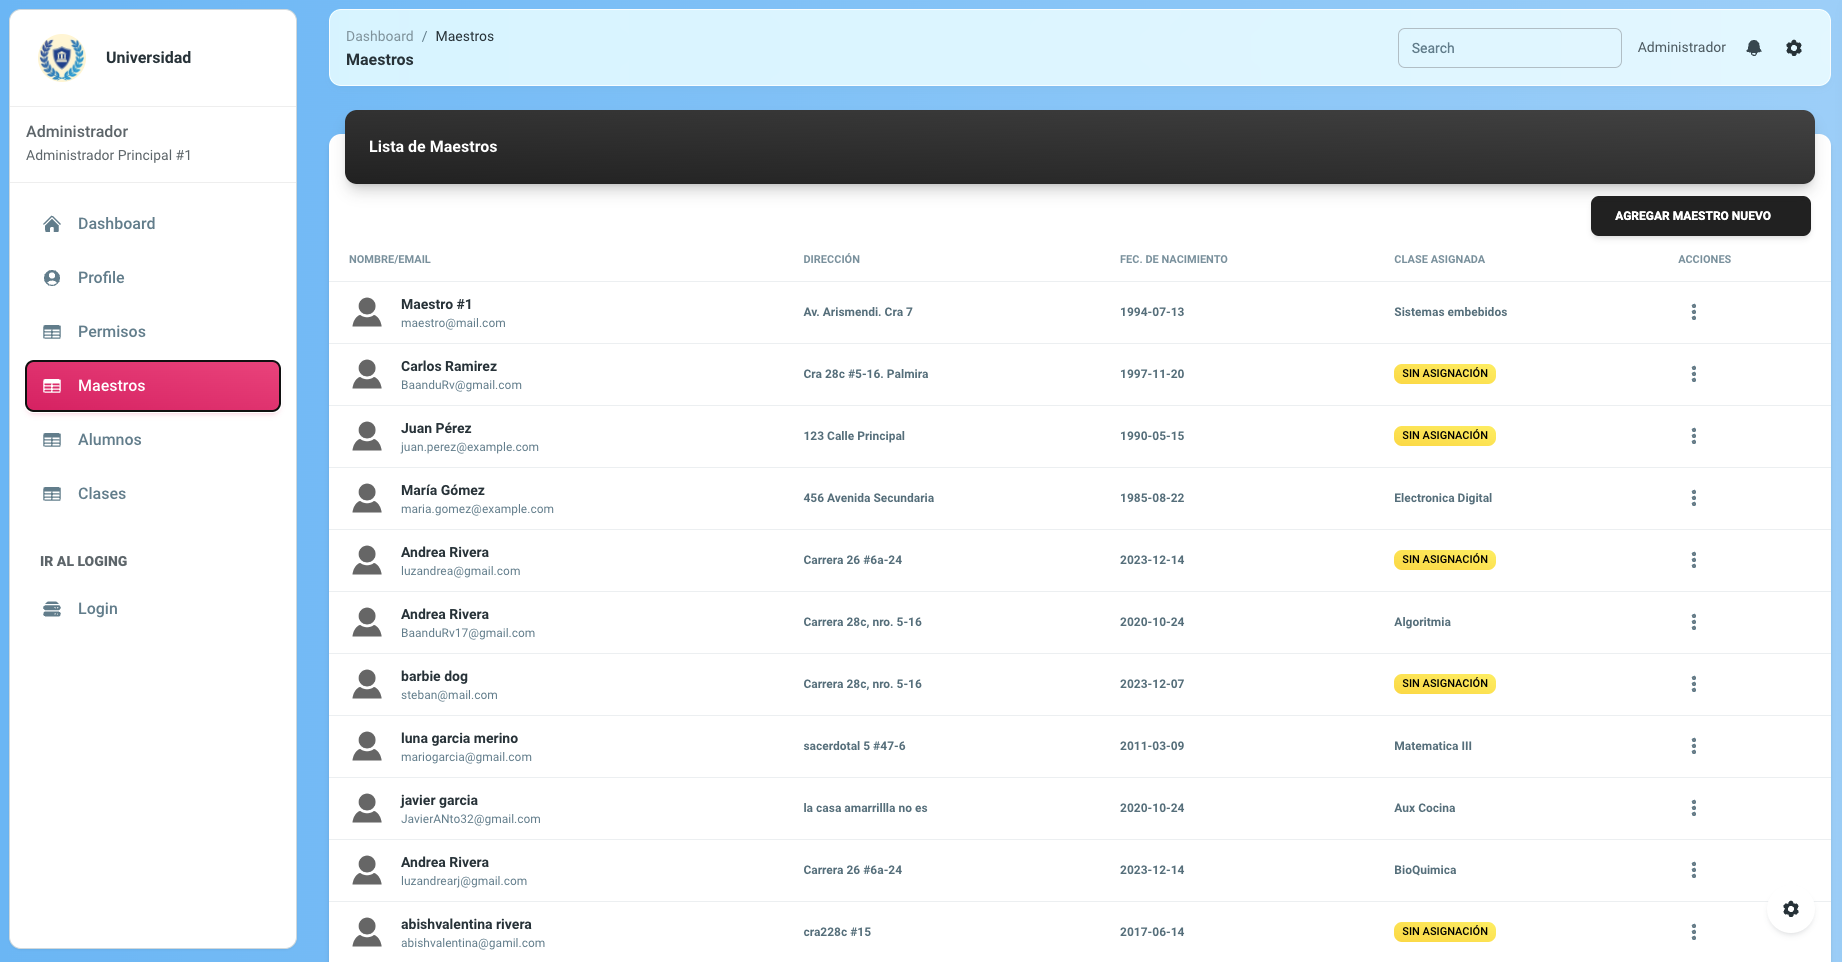 Universidad
Administrador
Administrador Principal #1
Dashboard
Profile
Permisos
Maestros
Alumnos
Clases
IR AL LOGING
Login
Dashboard / Maestros
Maestros
Search
Administrador
Lista de Maestros
AGREGAR MAESTRO NUEVO
NOMBRE/EMAIL DIRECCIÓN FEC. DE NACIMIENTO CLASE ASIGNADA ACCIONES
Maestro #1
maestro@mail.com
Av. Arismendi. Cra 7 1994-07-13 Sistemas embebidos
Carlos Ramirez
BaanduRv@gmail.com
Cra 28c #5-16. Palmira 1997-11-20 SIN ASIGNACIÓN
Juan Pérez
juan.perez@example.com
123 Calle Principal 1990-05-15 SIN ASIGNACIÓN
María Gómez
maria.gomez@example.com
456 Avenida Secundaria 1985-08-22 Electronica Digital
Andrea Rivera
luzandrea@gmail.com
Carrera 26 #6a-24 2023-12-14 SIN ASIGNACIÓN
Andrea Rivera
BaanduRv17@gmail.com
Carrera 28c, nro. 5-16 2020-10-24 Algoritmia
barbie dog
steban@mail.com
Carrera 28c, nro. 5-16 2023-12-07 SIN ASIGNACIÓN
luna garcia merino
mariogarcia@gmail.com
sacerdotal 5 #47-6 2011-03-09 Matematica III
javier garcia
JavierANto32@gmail.com
la casa amarrillla no es 2020-10-24 Aux Cocina
Andrea Rivera
luzandrearj@gmail.com
Carrera 26 #6a-24 2023-12-14 BioQuimica
abishvalentina rivera
abishvalentina@gamil.com
cra228c #15 2017-06-14 SIN ASIGNACIÓN